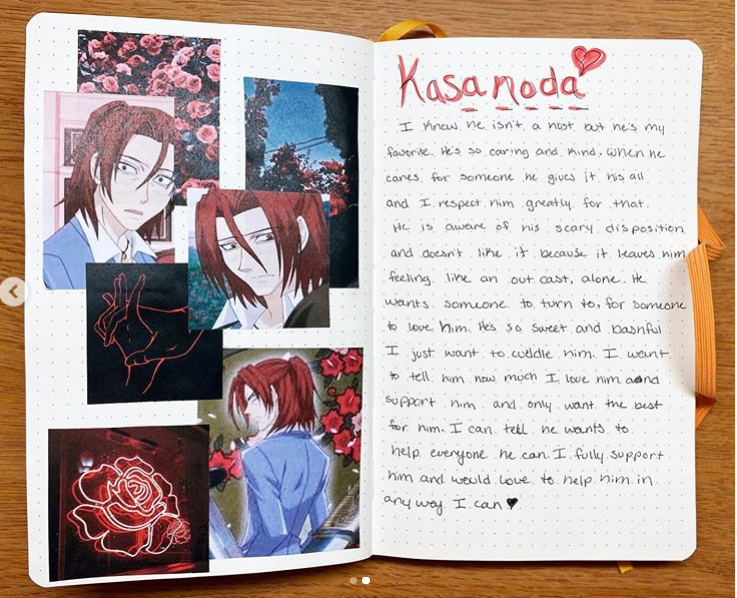 Kasanoda
I know he isn't a host but he's my
favorite. He's so caring and kind. When he
cares for someone he gives it his all
and I respect him greatly for that.
He is aware of his scary disposition
and doesn't like it because it leaves him
feeling like an out cast, alone. He
wants someone to turn to, for someone
to love him. He's so sweet and bashful
I just want to cuddle him. I want
to tell him how much I love him and
support him and only want the best
for him. I can tell he wants to
help everyone he can. I fully support
him and would love to help him in
any way I can